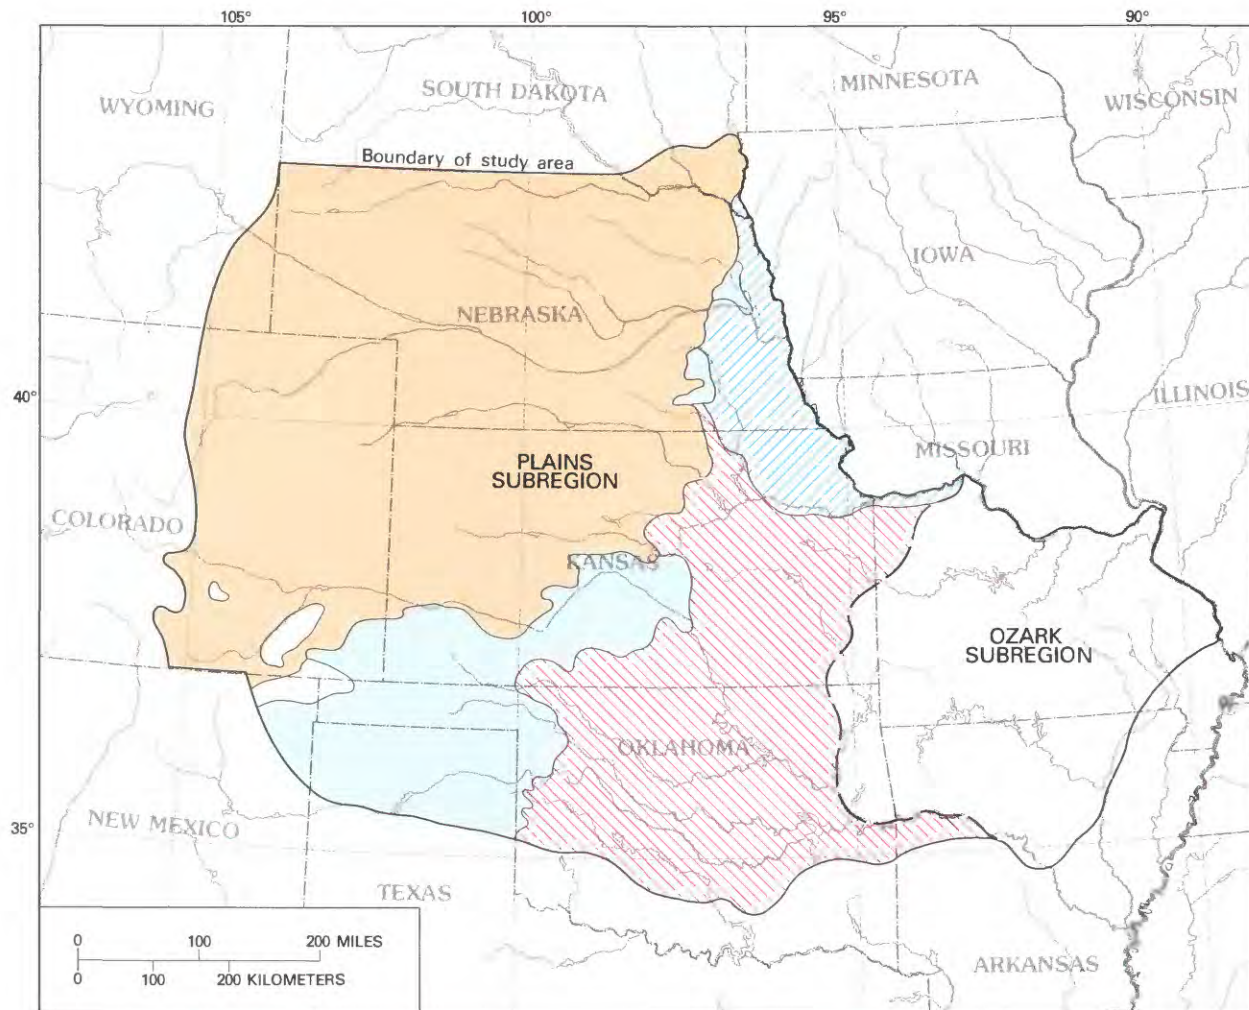 105°
100°
95°
90°
WYOMING
SOUTH DAKOTA
MINNESOTA
WISCONSIN
Boundary of study area
IOWA
NEBRASKA
40°
ILLINOIS
MISSOURI
PLAINS
SUBREGION
COLORADO
KANSAS
OZARK
SUBREGION
OKLAHOMA
35°
NEW MEXICO
TEXAS
ARKANSAS
0 100 200 MILES
0 100 200 KILOMETERS